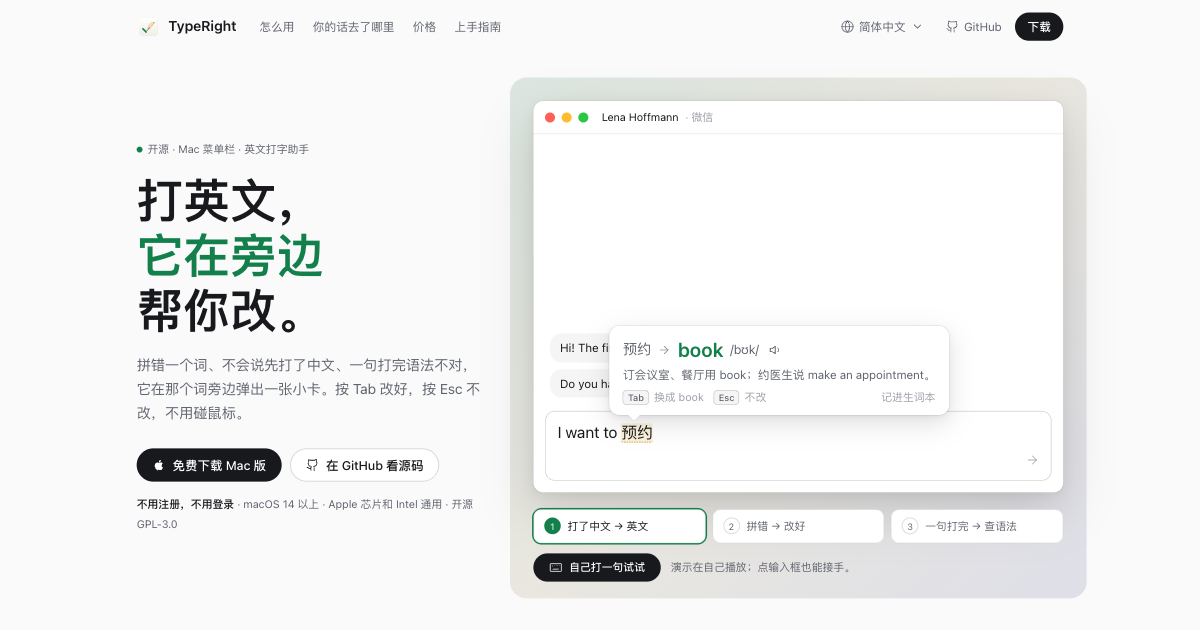 TypeRight 怎么用 你的话去了哪里 价格 上手指南 简体中文 GitHub 下载
开源 · Mac 菜单栏 · 英文打字助手
打英文，
它在旁边
帮你改。
拼错一个词、不会说先打了中文、一句打完语法不对，
它在那个词旁边弹出一张小卡。按 Tab 改好，按 Esc 不
改，不用碰鼠标。
免费下载 Mac 版 在 GitHub 看源码
不用注册，不用登录 · macOS 14 以上 · Apple 芯片和 Intel 通用 · 开源
GPL-3.0
Lena Hoffmann · 微信
Hi! The fi
Do you ha
预约 → book /bʊk/
订会议室、餐厅用 book；约医生说 make an appointment。
Tab 换成 book Esc 不改 记进生词本
I want to 预约
→
1 打了中文 → 英文 2 拼错 → 改好 3 一句打完 → 查语法
自己打一句试试 演示在自己播放；点输入框也能接手。